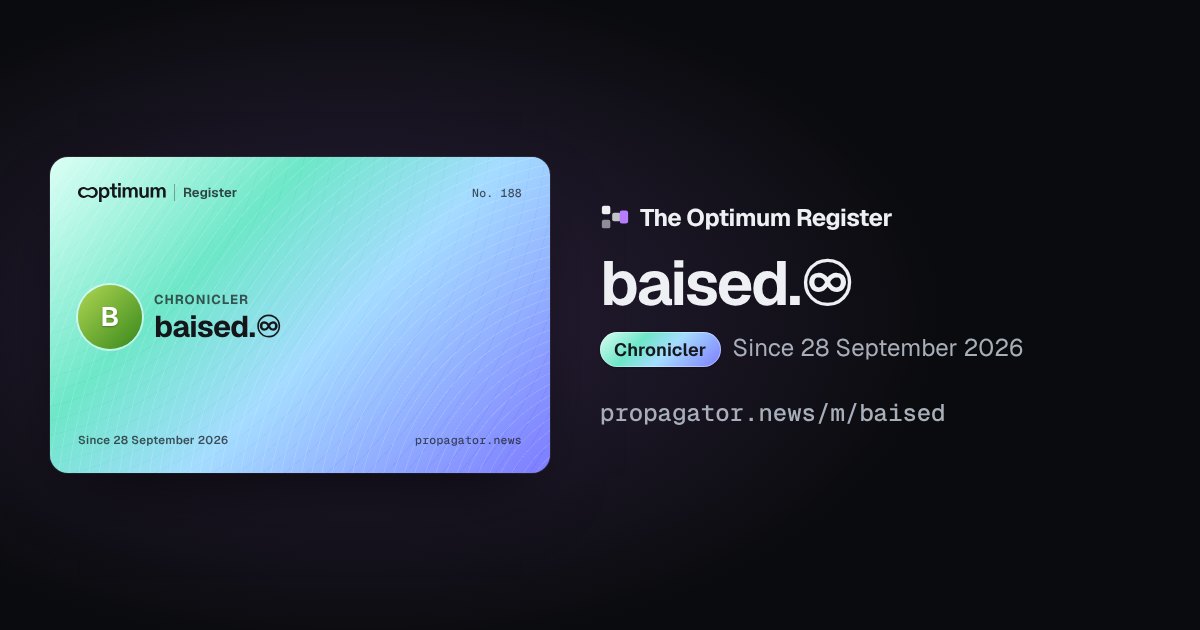 optimum | Register
No. 188
B
CHRONICLER
baised.♾
Since 28 September 2026
propagator.news
The Optimum Register
baised.♾
Chronicler
Since 28 September 2026
propagator.news/m/baised